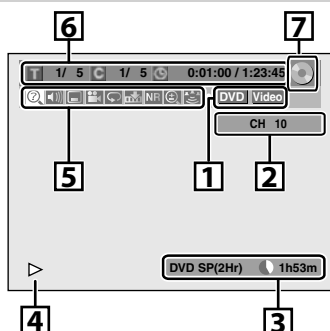 6 7
T 1/ 5 C 1/ 5 0:01:00 / 1:23:45
? NR DVD Video
5 1 CH 10
2
DVD SP(2Hr) 1h53m
4 3